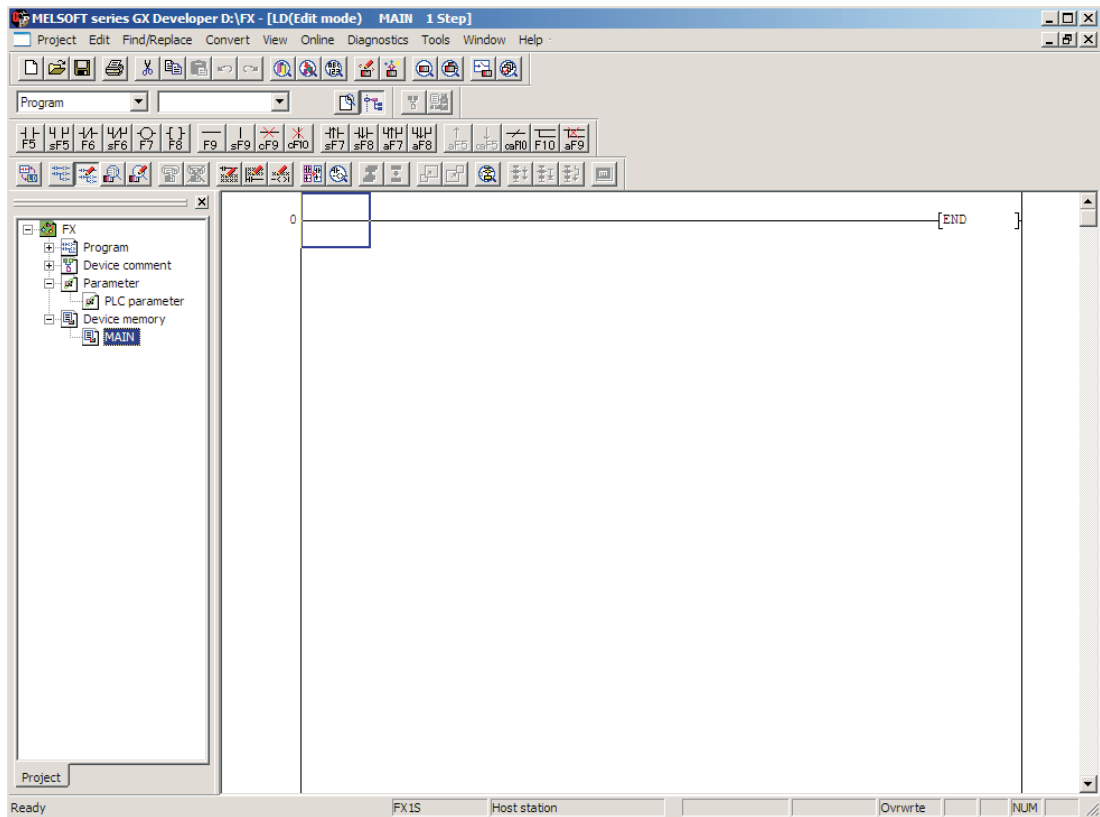 MELSOFT series GX Developer D:\FX - [LD(Edit mode) MAIN 1 Step]
Project Edit Find/Replace Convert View Online Diagnostics Tools Window Help
Program
F5 sF5 F6 sF6 F7 F8 F9 sF9 cF9 cF10 sF7 sF8 aF7 aF8 aF5 caF5 caF10 F10 aF9
0 END
FX
Program
Device comment
Parameter
PLC parameter
Device memory
MAIN
Project
Ready FX1S Host station Ovrwrte NUM